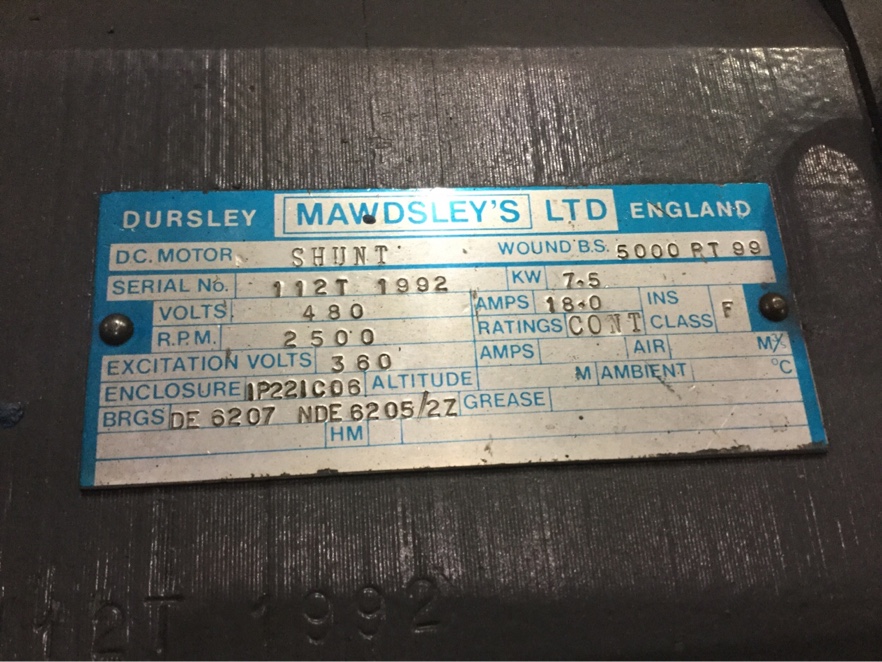 DURSLEY MAWDSLEY'S LTD ENGLAND
D.C. MOTOR SHUNT WOUND B.S. 5000 PT 99
SERIAL No. 112T 1992 KW 7.5
VOLTS 480 AMPS 18.0 INS CLASS F
R.P.M. 2500 RATINGS CONT
EXCITATION VOLTS 360 AMPS AIR M³/s
ENCLOSURE IP22IC06 ALTITUDE M AMBIENT °C
BRGS DE 6207 NDE 6205/2Z GREASE
HM
12T 1992